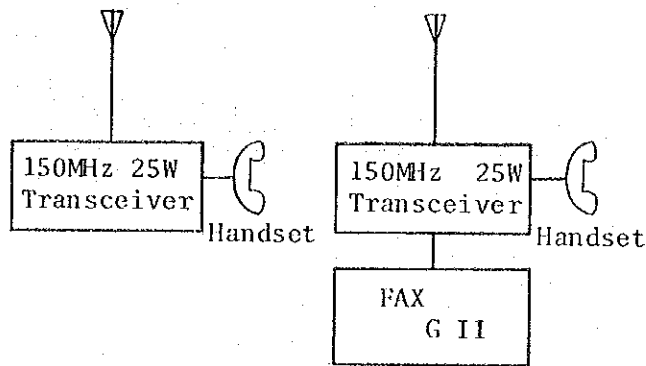 150MHz 25W
Transceiver
Handset
150MHz 25W
Transceiver
Handset
FAX
G II